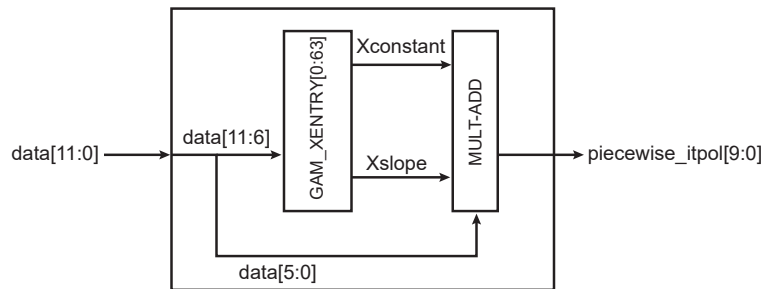 Xconstant
GAM_XENTRY[0:63]
MULT-ADD
data[11:6]
data[11:0]
piecewise_itpol[9:0]
Xslope
data[5:0]